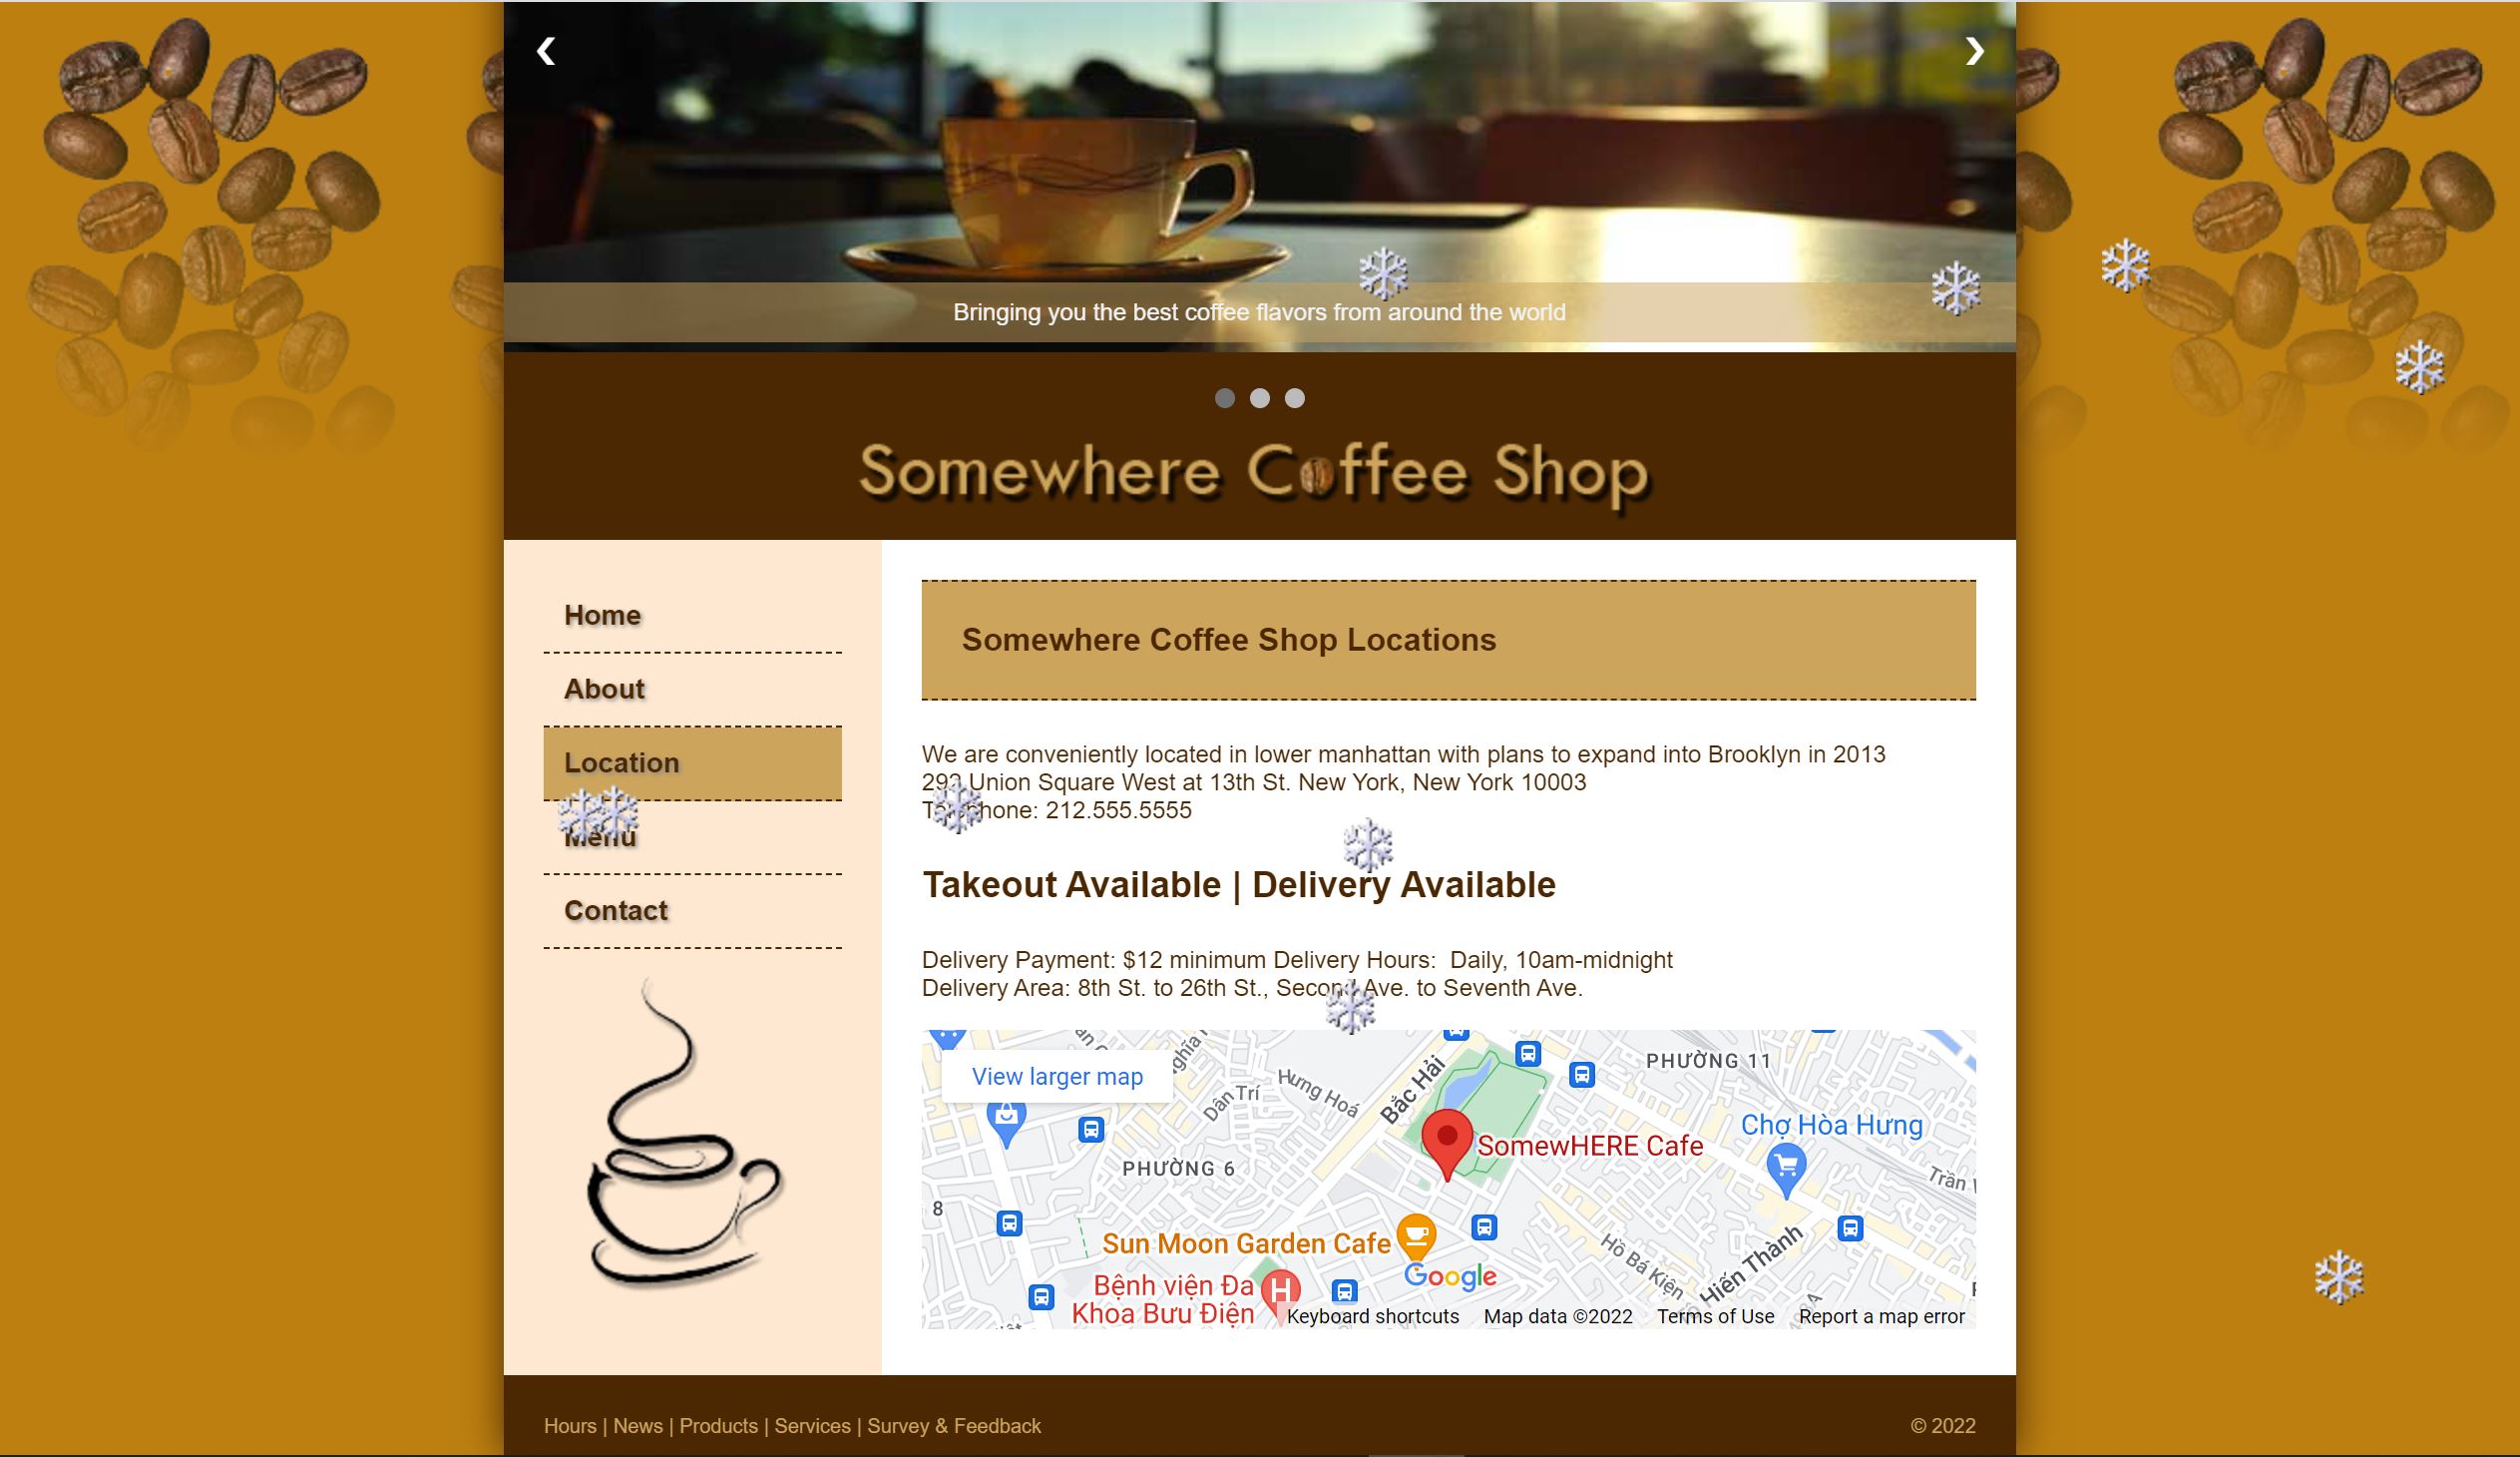 Bringing you the best coffee flavors from around the world
Somewhere Coffee Shop
Home
About
Location
Menu
Contact
Somewhere Coffee Shop Locations
We are conveniently located in lower manhattan with plans to expand into Brooklyn in 2013
Union Square West at 13th St. New York, New York 10003
Telephone: 212.555.5555
Takeout Available | Delivery Available
Delivery Payment: $12 minimum Delivery Hours: Daily, 10am-midnight
Delivery Area: 8th St. to 26th St., Second Ave. to Seventh Ave.
View larger map
Dân Trí
Hưng Hoá
Bắc Hải
PHƯỜNG 11
SomewHERE Cafe
Chợ Hòa Hưng
PHƯỜNG 6
Trần
8
Sun Moon Garden Cafe
Hồ Bá Kiện
Hiến Thành
Bệnh viện Đa
Khoa Bưu Điện
H
Google
Keyboard shortcuts Map data ©2022 Terms of Use Report a map error
Hours | News | Products | Services | Survey & Feedback
© 2022